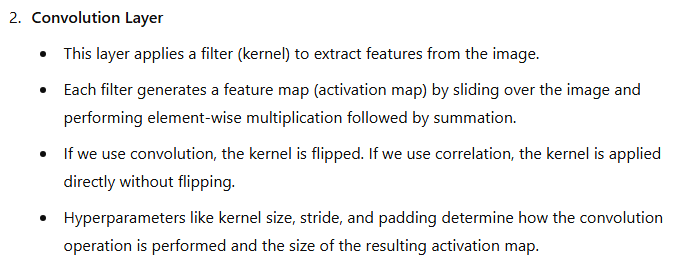 2. Convolution Layer
• This layer applies a filter (kernel) to extract features from the image.
• Each filter generates a feature map (activation map) by sliding over the image and
performing element-wise multiplication followed by summation.
• If we use convolution, the kernel is flipped. If we use correlation, the kernel is applied
directly without flipping.
• Hyperparameters like kernel size, stride, and padding determine how the convolution
operation is performed and the size of the resulting activation map.